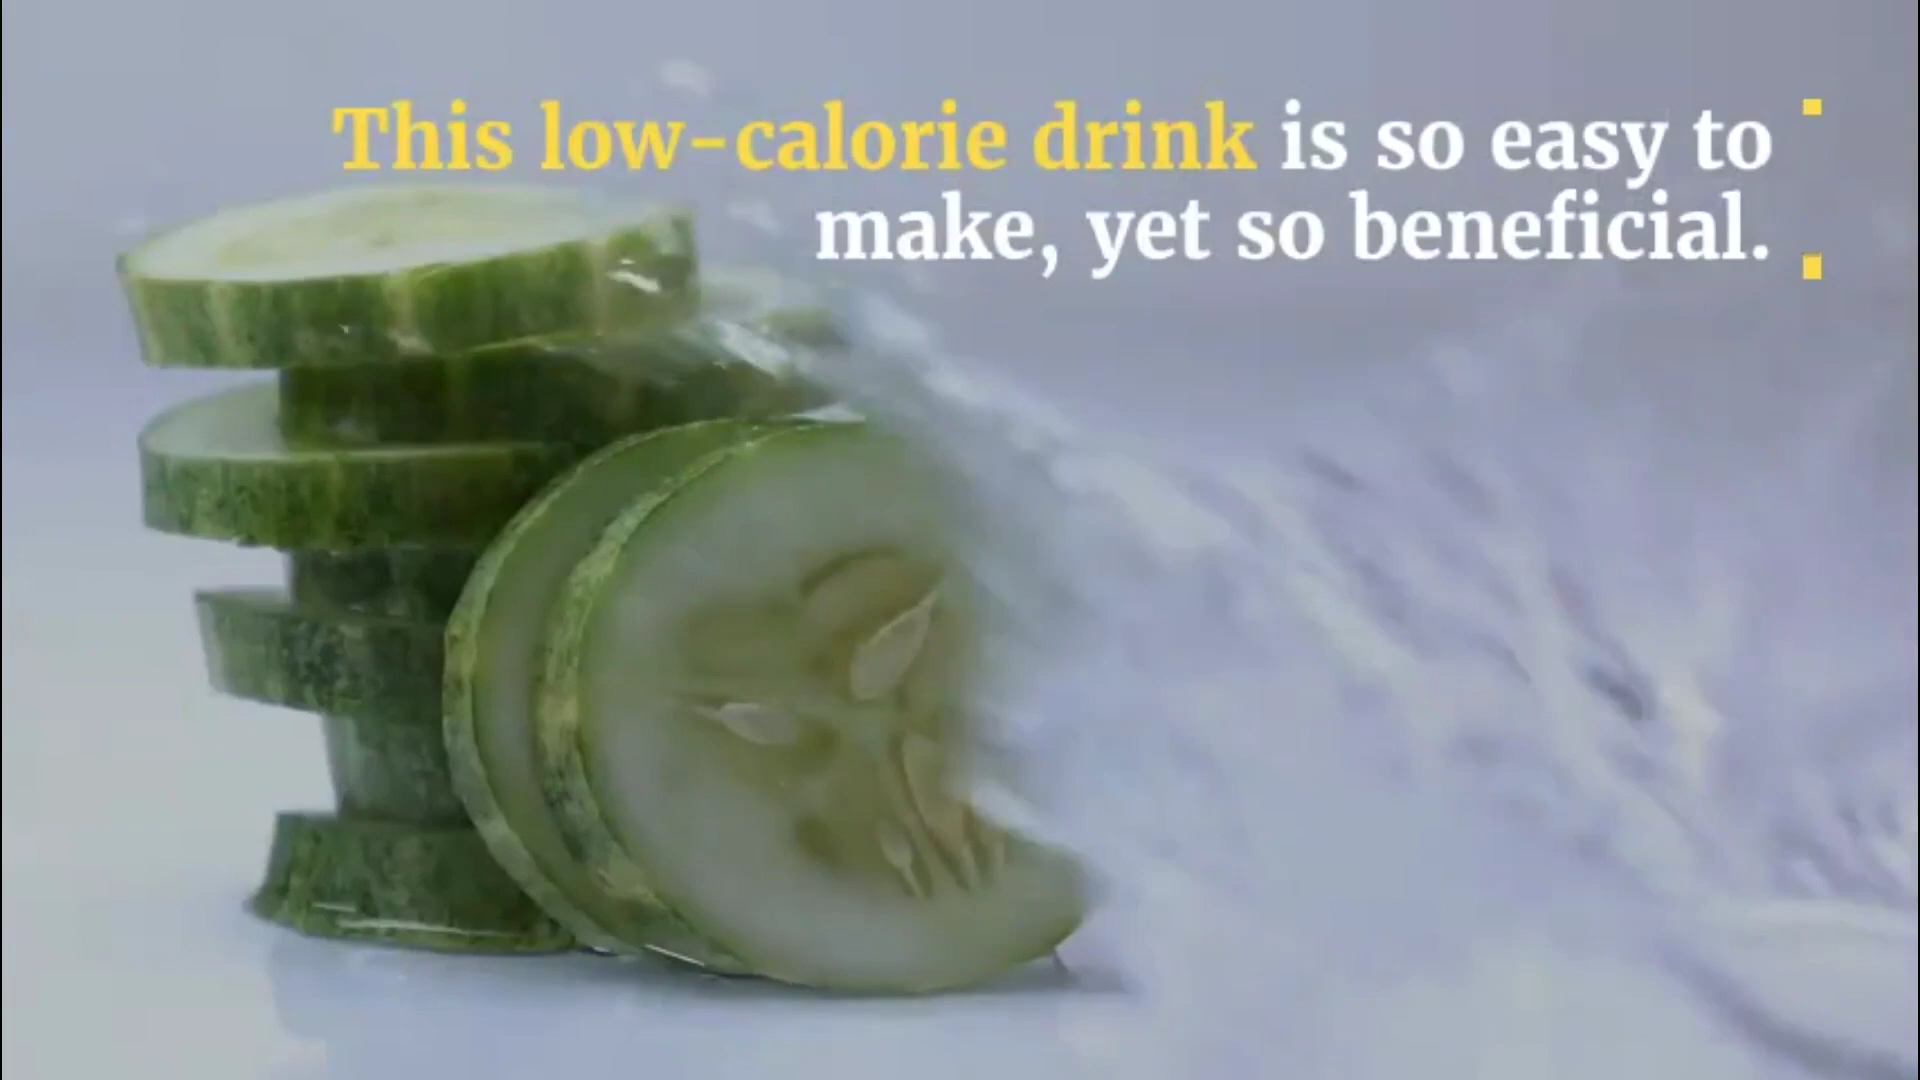 This low-calorie drink is so easy to
make, yet so beneficial.